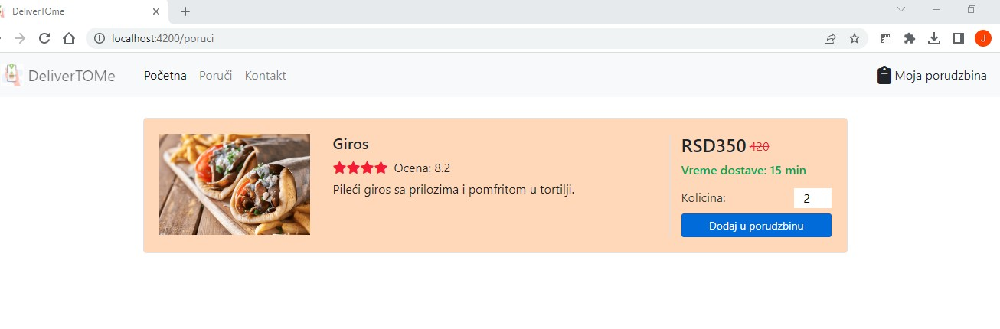 DeliverTOme
localhost:4200/poruci
J
DeliverTOMe Početna Poruči Kontakt Moja porudzbina
Giros
Ocena: 8.2
Pileći giros sa prilozima i pomfritom u tortilji.
RSD350 420
Vreme dostave: 15 min
Kolicina: 2
Dodaj u porudzbinu